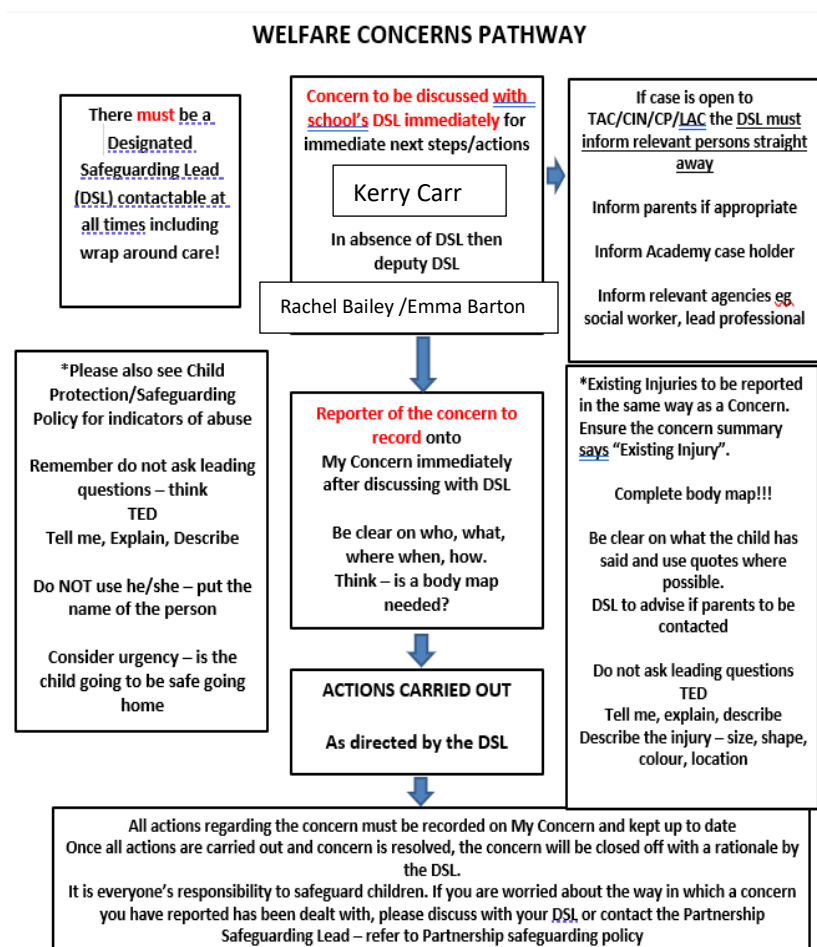 WELFARE CONCERNS PATHWAY
There must be a
Designated
Safeguarding Lead
(DSL) contactable at
all times including
wrap around care!
Concern to be discussed with
school's DSL immediately for
immediate next steps/actions
Kerry Carr
In absence of DSL then
deputy DSL
Rachel Bailey /Emma Barton
If case is open to
TAC/CIN/CP/LAC the DSL must
inform relevant persons straight
away
Inform parents if appropriate
Inform Academy case holder
Inform relevant agencies eg
social worker, lead professional
*Please also see Child
Protection/Safeguarding
Policy for indicators of abuse
Remember do not ask leading
questions – think
TED
Tell me, Explain, Describe
Do NOT use he/she – put the
name of the person
Consider urgency – is the
child going to be safe going
home
Reporter of the concern to
record onto
My Concern immediately
after discussing with DSL
Be clear on who, what,
where when, how.
Think – is a body map
needed?
*Existing Injuries to be reported
in the same way as a Concern.
Ensure the concern summary
says "Existing Injury".
Complete body map!!!
Be clear on what the child has
said and use quotes where
possible.
DSL to advise if parents to be
contacted
Do not ask leading questions
TED
Tell me, explain, describe
Describe the injury – size, shape,
colour, location
ACTIONS CARRIED OUT
As directed by the DSL
All actions regarding the concern must be recorded on My Concern and kept up to date
Once all actions are carried out and concern is resolved, the concern will be closed off with a rationale by
the DSL.
It is everyone's responsibility to safeguard children. If you are worried about the way in which a concern
you have reported has been dealt with, please discuss with your DSL or contact the Partnership
Safeguarding Lead – refer to Partnership safeguarding policy